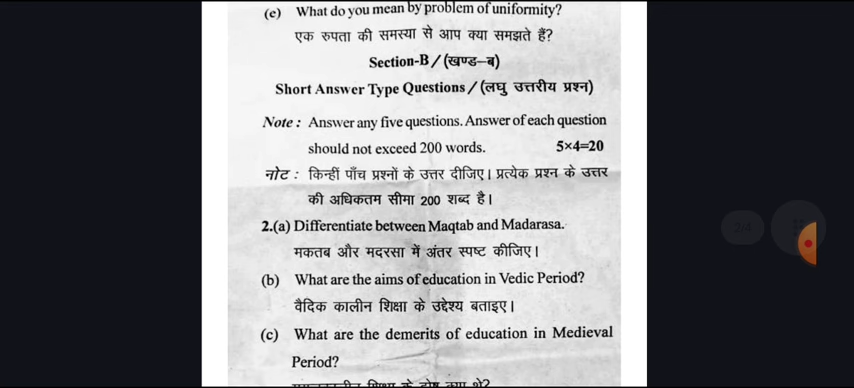 (e) What do you mean by problem of uniformity?
एक रुपता की समस्या से आप क्या समझते हैं?
Section-B / (खण्ड–ब)
Short Answer Type Questions / (लघु उत्तरीय प्रश्न)
Note : Answer any five questions. Answer of each question
should not exceed 200 words. 5×4=20
नोट : किन्हीं पाँच प्रश्नों के उत्तर दीजिए। प्रत्येक प्रश्न के उत्तर
की अधिकतम सीमा 200 शब्द है।
2.(a) Differentiate between Maqtab and Madarasa.
मकतब और मदरसा में अंतर स्पष्ट कीजिए।
(b) What are the aims of education in Vedic Period?
वैदिक कालीन शिक्षा के उद्देश्य बताइए।
(c) What are the demerits of education in Medieval
Period?
के दोष क्या थे?
2/4